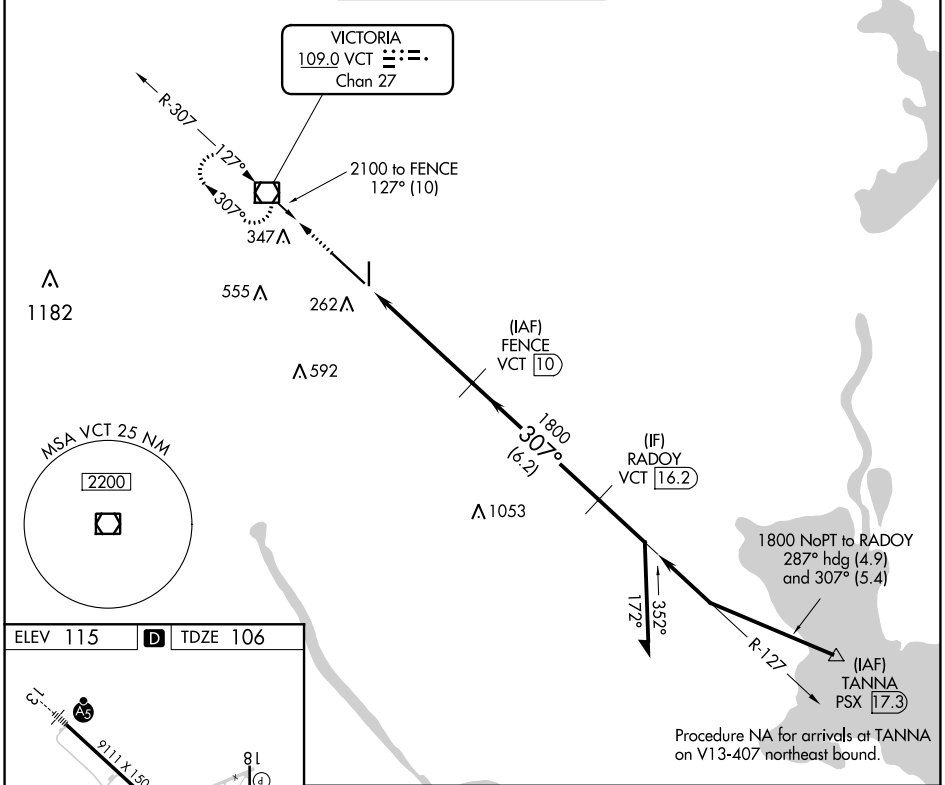 VICTORIA
109.0 VCT
Chan 27
R-307
127°
307°
2100 to FENCE
127° (10)
347
555
262
1182
592
(IAF)
FENCE
VCT 10
1800
307°
(6.2)
(IF)
RADOY
VCT 16.2
MSA VCT 25 NM
2200
1053
1800 NoPT to RADOY
287° hdg (4.9)
and 307° (5.4)
172°
352°
R-127
(IAF)
TANNA
PSX 17.3
Procedure NA for arrivals at TANNA
on V13-407 northeast bound.
ELEV 115 D TDZE 106
13
A5
9111 X 150
18
P
x